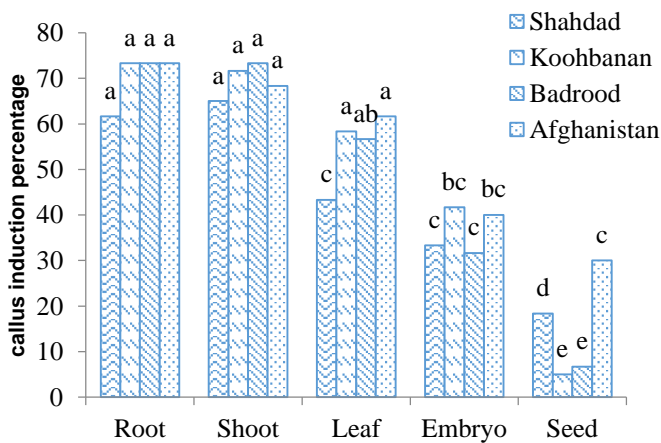 callus induction percentage
80
70
60
50
40
30
20
10
0
a a a a
a a a a
c a ab a
c bc c bc
d e e c
Root Shoot Leaf Embryo Seed
Shahdad
Koohbanan
Badrood
Afghanistan